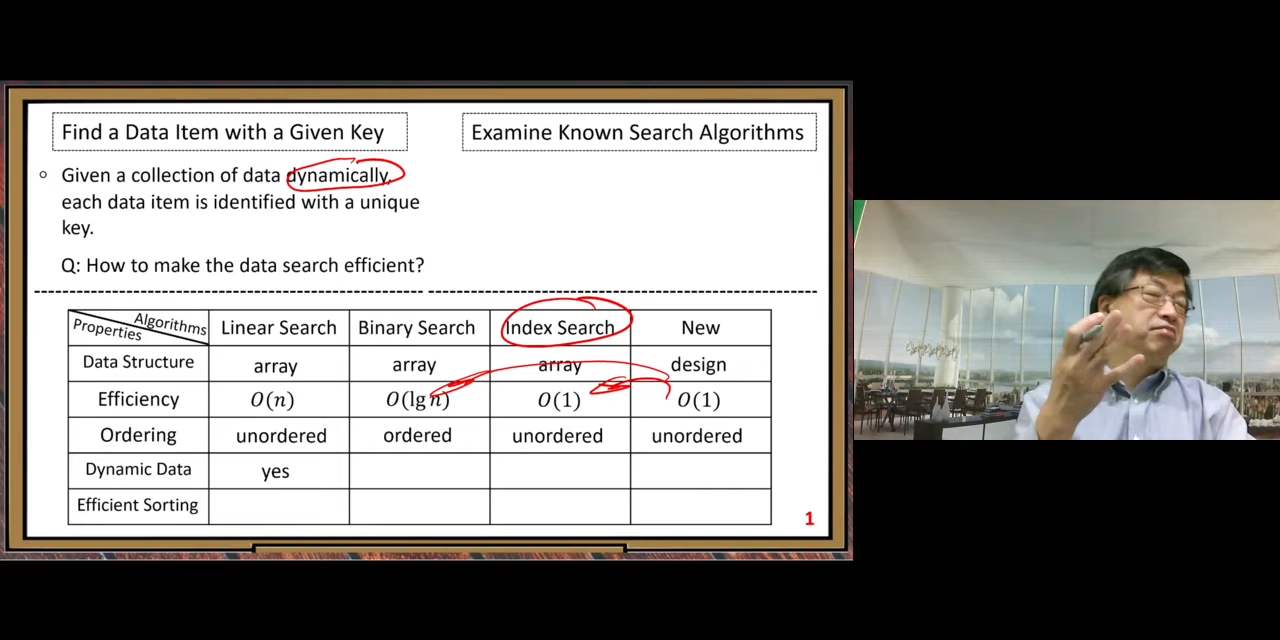 Find a Data Item with a Given Key
Examine Known Search Algorithms
Given a collection of data dynamically,
each data item is identified with a unique
key.
Q: How to make the data search efficient?
Algorithms
Properties
Linear Search
Binary Search
Index Search
New
Data Structure
array
array
array
design
Efficiency
O(n)
O(lg n)
O(1)
O(1)
Ordering
unordered
ordered
unordered
unordered
Dynamic Data
yes
Efficient Sorting
1